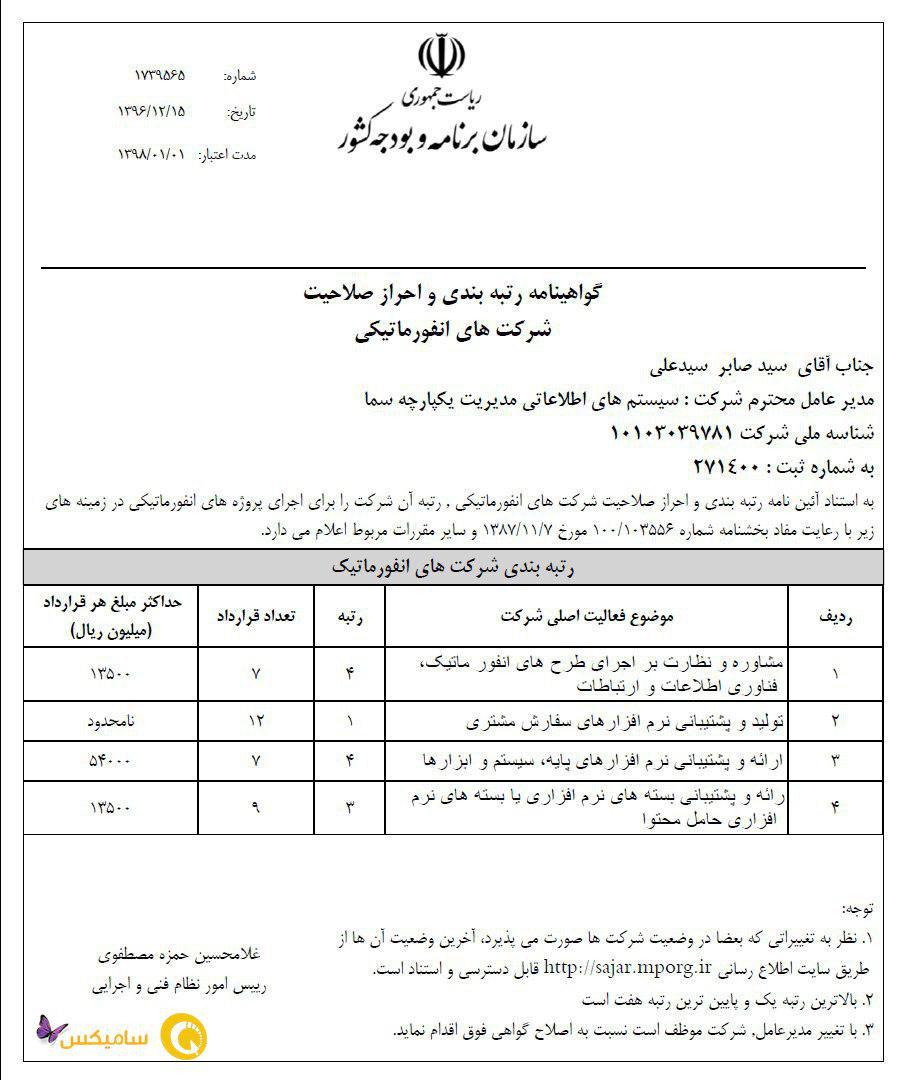 ریاست جمهوری
سازمان برنامه و بودجه کشور
شماره: ۱۷۳۹۵۶۵
تاریخ: ۱۳۹۶/۱۲/۱۵
مدت اعتبار: ۱۳۹۸/۰۱/۰۱
گواهینامه رتبه بندی و احراز صلاحیت
شرکت های انفورماتیکی
جناب آقای سید صابر سیدعلی
مدیر عامل محترم شرکت : سیستم های اطلاعاتی مدیریت یکپارچه سما
شناسه ملی شرکت ۱۰۱۰۳۰۳۹۷۸۱
به شماره ثبت : ۲۷۱٤۰۰
به استناد آئین نامه رتبه بندی و احراز صلاحیت شرکت های انفورماتیکی , رتبه آن شرکت را برای اجرای پروژه های انفورماتیکی در زمینه های
زیر با رعایت مفاد بخشنامه شماره ۱۰۰/۱۰۳۵۵۶ مورخ ۱۳۸۷/۱۱/۷ و سایر مقررات مربوط اعلام می دارد.
رتبه بندی شرکت های انفورماتیک
ردیف موضوع فعالیت اصلی شرکت رتبه تعداد قرارداد حداکثر مبلغ هر قرارداد
(میلیون ریال)
۱ مشاوره و نظارت بر اجرای طرح های انفور ماتیک، ۴ ۷ ۱۳۵۰۰
فناوری اطلاعات و ارتباطات
۲ تولید و پشتیبانی نرم افزارهای سفارش مشتری ۱ ۱۲ نامحدود
۳ ارائه و پشتیبانی نرم افزارهای پایه، سیستم و ابزارها ۴ ۷ ۵۴۰۰۰
۴ رائه و پشتیبانی بسته های نرم افزاری یا بسته های نرم ۳ ۹ ۱۳۵۰۰
افزاری حامل محتوا
توجه:
۱. نظر به تغییراتی که بعضا در وضعیت شرکت ها صورت می پذیرد، آخرین وضعیت آن ها از
طریق سایت اطلاع رسانی http://sajar.mporg.ir قابل دسترسی و استناد است.
۲. بالاترین رتبه یک و پایین ترین رتبه هفت است
۳. با تغییر مدیرعامل, شرکت موظف است نسبت به اصلاح گواهی فوق اقدام نماید.
غلامحسین حمزه مصطفوی
رییس امور نظام فنی و اجرایی
سامیکس